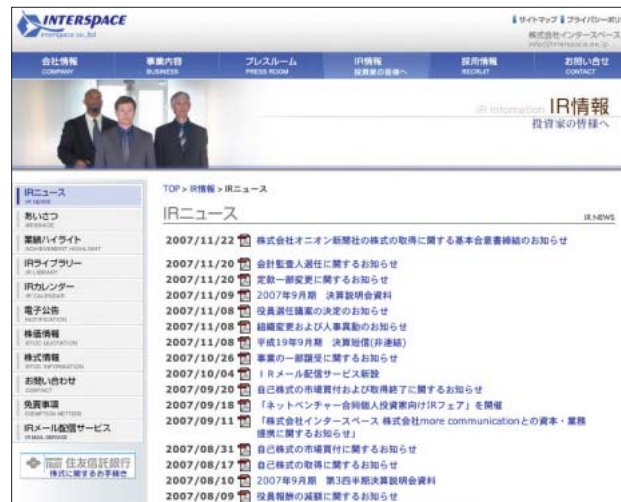 INTERSPACE
interspace co.,ltd
サイトマップ プライバシーポリ
株式会社インタースペース
会社情報 事業内容 プレスルーム IR情報 採用情報 お問い合せ
COMPANY BUSINESS PRESS ROOM 投資家の皆様へ RECRUIT CONTACT
IR Infomation IR情報
投資家の皆様へ
TOP > IR情報 > IRニュース
IRニュース
IR NEWS
あいさつ
MESSAGE
業績ハイライト
ACHIEVEMENT HIGHLIGHT
IRライブラリー
IR LIBRARY
IRカレンダー
IR CALENDAR
電子公告
NOTIFICATION
株価情報
STOC QUOTATION
株式情報
STOC INFORMATION
お問い合わせ
CONTACT
免責事項
EXEMPTION METTERS
IRメール配信サービス
IR MAIL SERVICE
住友信託銀行
株式に関するお手続き
IRニュース IR NEWS
2007/11/22 株式会社オニオン新聞社の株式の取得に関する基本合意書締結のお知らせ
2007/11/20 会計監査人選任に関するお知らせ
2007/11/20 定款一部変更に関するお知らせ
2007/11/09 2007年9月期 決算説明会資料
2007/11/08 役員選任議案の決定のお知らせ
2007/11/08 組織変更および人事異動のお知らせ
2007/11/08 平成19年9月期 決算短信(非連結)
2007/10/26 事業の一部譲受に関するお知らせ
2007/10/04 IRメール配信サービス新設
2007/09/20 自己株式の市場買付および取得終了に関するお知らせ
2007/09/18 「ネットベンチャー合同個人投資家向けIRフェア」を開催
2007/09/11 「株式会社インタースペース 株式会社more communicationとの資本・業務
提携に関するお知らせ」
2007/08/31 自己株式の市場買付に関するお知らせ
2007/08/17 自己株式の取得に関するお知らせ
2007/08/10 2007年9月期 第3四半期決算説明会資料
2007/08/09 役員報酬の減額に関するお知らせ